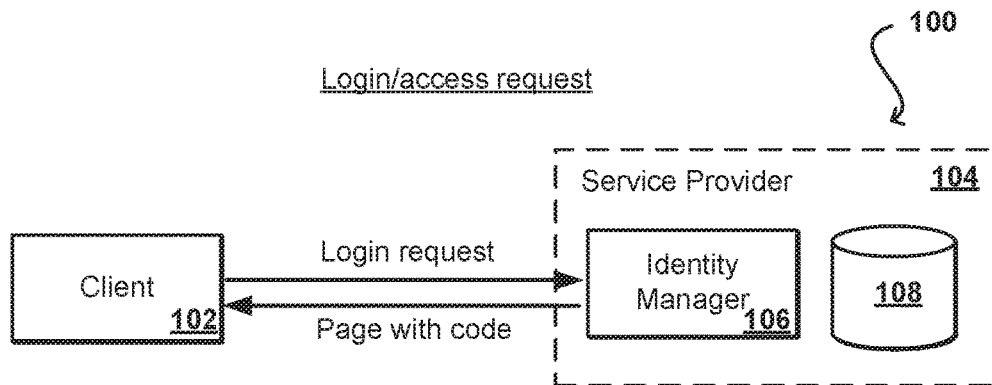 100
Login/access request
Service Provider 104
Client 102
Login request
Page with code
Identity
Manager 106
108